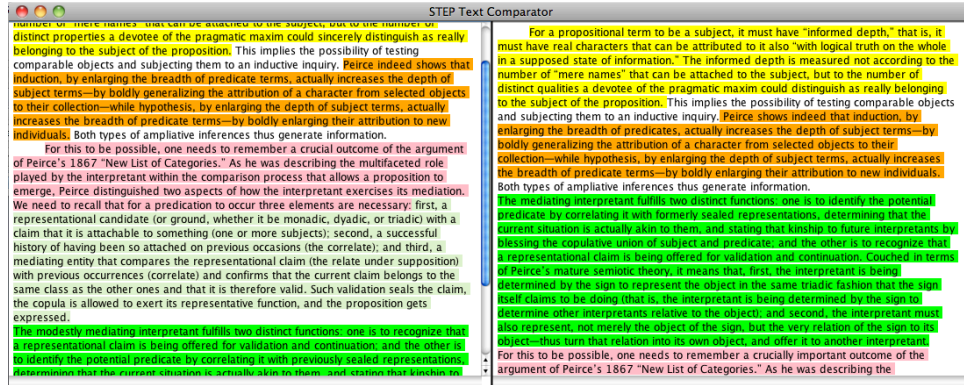 STEP Text Comparator
number of "mere names" that can be attached to the subject, but to the number of
distinct properties a devotee of the pragmatic maxim could sincerely distinguish as really
belonging to the subject of the proposition. This implies the possibility of testing
comparable objects and subjecting them to an inductive inquiry. Peirce indeed shows that
induction, by enlarging the breadth of predicate terms, actually increases the depth of
subject terms—by boldly generalizing the attribution of a character from selected objects
to their collection—while hypothesis, by enlarging the depth of subject terms, actually
increases the breadth of predicate terms—by boldly enlarging their attribution to new
individuals. Both types of ampliative inferences thus generate information.
For this to be possible, one needs to remember a crucial outcome of the argument
of Peirce's 1867 "New List of Categories." As he was describing the multifaceted role
played by the interpretant within the comparison process that allows a proposition to
emerge, Peirce distinguished two aspects of how the interpretant exercises its mediation.
We need to recall that for a predication to occur three elements are necessary: first, a
representational candidate (or ground, whether it be monadic, dyadic, or triadic) with a
claim that it is attachable to something (one or more subjects); second, a successful
history of having been so attached on previous occasions (the correlate); and third, a
mediating entity that compares the representational claim (the relate under supposition)
with previous occurrences (correlate) and confirms that the current claim belongs to the
same class as the other ones and that it is therefore valid. Such validation seals the claim,
the copula is allowed to exert its representative function, and the proposition gets
expressed.
The modestly mediating interpretant fulfills two distinct functions: one is to recognize that
a representational claim is being offered for validation and continuation; and the other is
to identify the potential predicate by correlating it with previously sealed representations,
determining that the current situation is actually akin to them, and stating that kinship to
For a propositional term to be a subject, it must have "informed depth," that is, it
must have real characters that can be attributed to it also "with logical truth on the whole
in a supposed state of information." The informed depth is measured not according to the
number of "mere names" that can be attached to the subject, but to the number of
distinct qualities a devotee of the pragmatic maxim could distinguish as really belonging
to the subject of the proposition. This implies the possibility of testing comparable objects
and subjecting them to an inductive inquiry. Peirce shows indeed that induction, by
enlarging the breadth of predicates, actually increases the depth of subject terms—by
boldly generalizing the attribution of a character from selected objects to their
collection—while hypothesis, by enlarging the depth of subject terms, actually increases
the breadth of predicate terms—by boldly enlarging their attribution to new individuals.
Both types of ampliative inferences thus generate information.
The mediating interpretant fulfills two distinct functions: one is to identify the potential
predicate by correlating it with formerly sealed representations, determining that the
current situation is actually akin to them, and stating that kinship to future interpretants by
blessing the copulative union of subject and predicate; and the other is to recognize that
a representational claim is being offered for validation and continuation. Couched in terms
of Peirce's mature semiotic theory, it means that, first, the interpretant is being
determined by the sign to represent the object in the same triadic fashion that the sign
itself claims to be doing (that is, the interpretant is being determined by the sign to
determine other interpretants relative to the object); and second, the interpretant must
also represent, not merely the object of the sign, but the very relation of the sign to its
object—thus turn that relation into its own object, and offer it to another interpretant.
For this to be possible, one needs to remember a crucially important outcome of the
argument of Peirce's 1867 "New List of Categories." As he was describing the